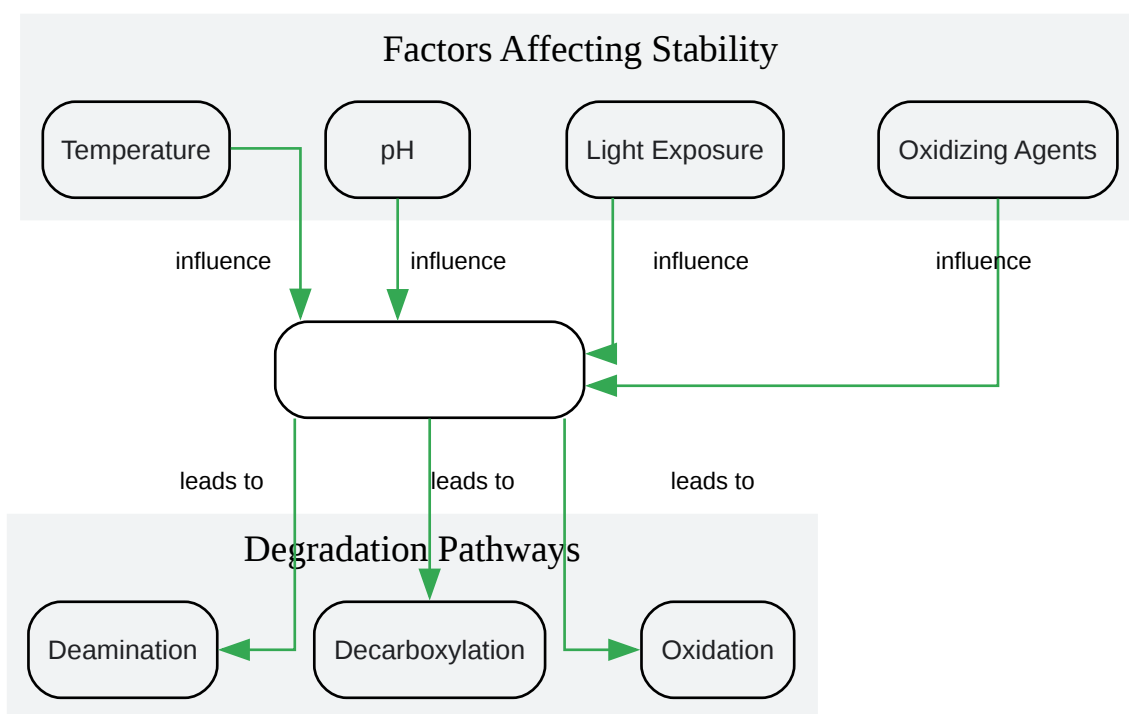 Factors Affecting Stability
Temperature
pH
Light Exposure
Oxidizing Agents
influence
influence
influence
influence
leads to
leads to
leads to
Degradation Pathways
Deamination
Decarboxylation
Oxidation